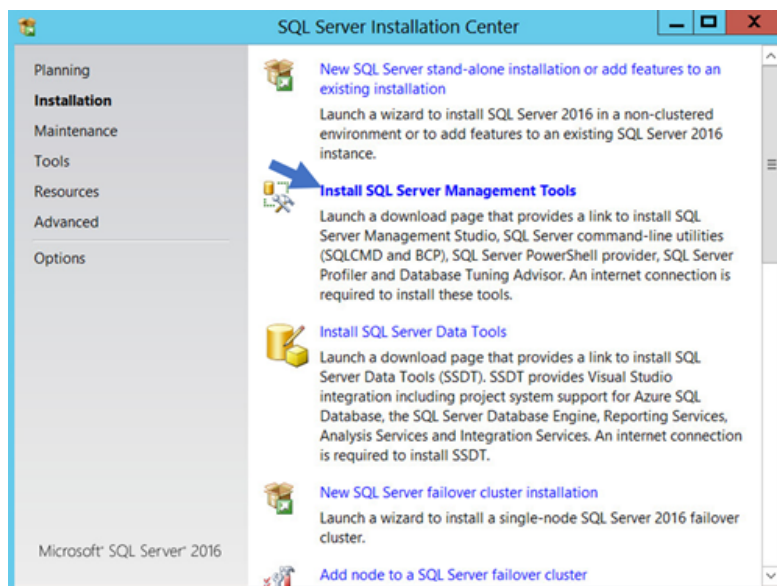 SQL Server Installation Center
Planning
Installation
Maintenance
Tools
Resources
Advanced
Options
Microsoft® SQL Server® 2016
New SQL Server stand-alone installation or add features to an
existing installation
Launch a wizard to install SQL Server 2016 in a non-clustered
environment or to add features to an existing SQL Server 2016
instance.
Install SQL Server Management Tools
Launch a download page that provides a link to install SQL
Server Management Studio, SQL Server command-line utilities
(SQLCMD and BCP), SQL Server PowerShell provider, SQL Server
Profiler and Database Tuning Advisor. An internet connection is
required to install these tools.
Install SQL Server Data Tools
Launch a download page that provides a link to install SQL
Server Data Tools (SSDT). SSDT provides Visual Studio
integration including project system support for Azure SQL
Database, the SQL Server Database Engine, Reporting Services,
Analysis Services and Integration Services. An internet connection
is required to install SSDT.
New SQL Server failover cluster installation
Launch a wizard to install a single-node SQL Server 2016 failover
cluster.
Add node to a SQL Server failover cluster